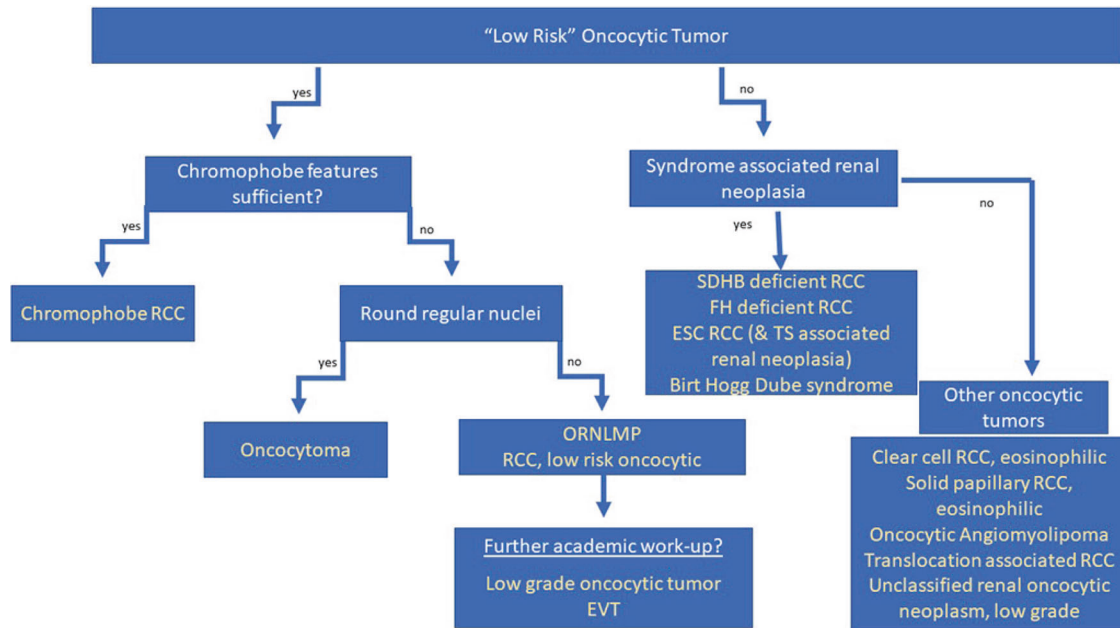 “Low Risk” Oncocytic Tumor
yes
no
Chromophobe features
sufficient?
Syndrome associated renal
neoplasia
yes
no
yes
no
Chromophobe RCC
Round regular nuclei
SDHB deficient RCC
FH deficient RCC
ESC RCC (& TS associated
renal neoplasia)
Birt Hogg Dube syndrome
yes
no
Other oncocytic
tumors
Oncocytoma
ORNLMP
RCC, low risk oncocytic
Clear cell RCC, eosinophilic
Solid papillary RCC,
eosinophilic
Oncocytic Angiomyolipoma
Translocation associated RCC
Unclassified renal oncocytic
neoplasm, low grade
Further academic work-up?
Low grade oncocytic tumor
EVT